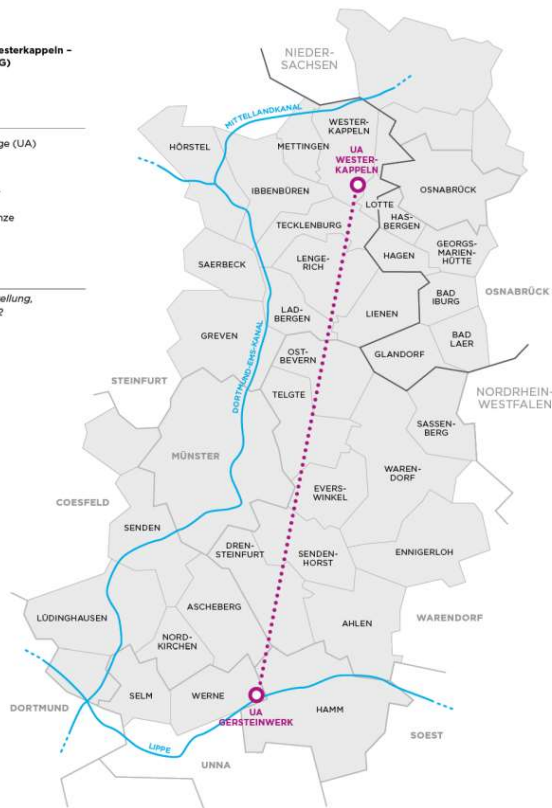 esterkappeln –
G)
ge (UA)
nze
ellung,
NIEDER-
SACHSEN
MITTELLANDKANAL
WESTER-
KAPPELN
HÖRSTEL
METTINGEN
UA
WESTER-
KAPPELN
IBBENBÜREN
OSNABRÜCK
LOTTE
HAS-
BERGEN
TECKLENBURG
GEORGS-
MARIEN-
HÜTTE
HAGEN
LENGE-
RICH
SAERBECK
BAD
IBURG
OSNABRÜCK
LAD-
BERGEN
LIENEN
GREVEN
BAD
LAER
OST-
BEVERN
GLANDORF
DORTMUND-EMS-KANAL
STEINFURT
TELGTE
NORDRHEIN-
WESTFALEN
SASSEN-
BERG
MÜNSTER
WAREN-
DORF
EVERS-
WINKEL
COESFELD
SENDEN
DREN-
STEINFURT
SENDEN-
HORST
ENNIGERLOH
ASCHEBERG
LÜDINGHAUSEN
WARENDORF
AHLEN
NORD-
KIRCHEN
SELM
WERNE
DORTMUND
HAMM
UA
GERSTEINWERK
SOEST
LIPPE
UNNA